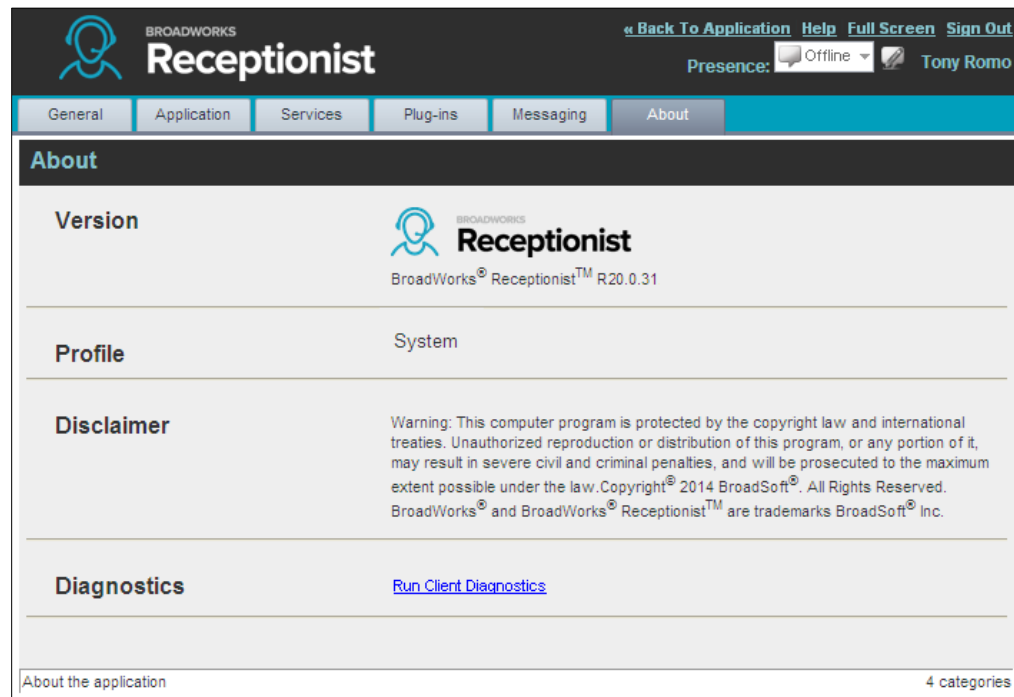 BROADWORKS
Receptionist
« Back To Application Help Full Screen Sign Out
Presence: Offline Tony Romo
General Application Services Plug-ins Messaging About
About
Version
BROADWORKS
Receptionist
BroadWorks® Receptionist™ R20.0.31
Profile
System
Disclaimer
Warning: This computer program is protected by the copyright law and international
treaties. Unauthorized reproduction or distribution of this program, or any portion of it,
may result in severe civil and criminal penalties, and will be prosecuted to the maximum
extent possible under the law.Copyright® 2014 BroadSoft®. All Rights Reserved.
BroadWorks® and BroadWorks® Receptionist™ are trademarks BroadSoft® Inc.
Diagnostics
Run Client Diagnostics
About the application
4 categories